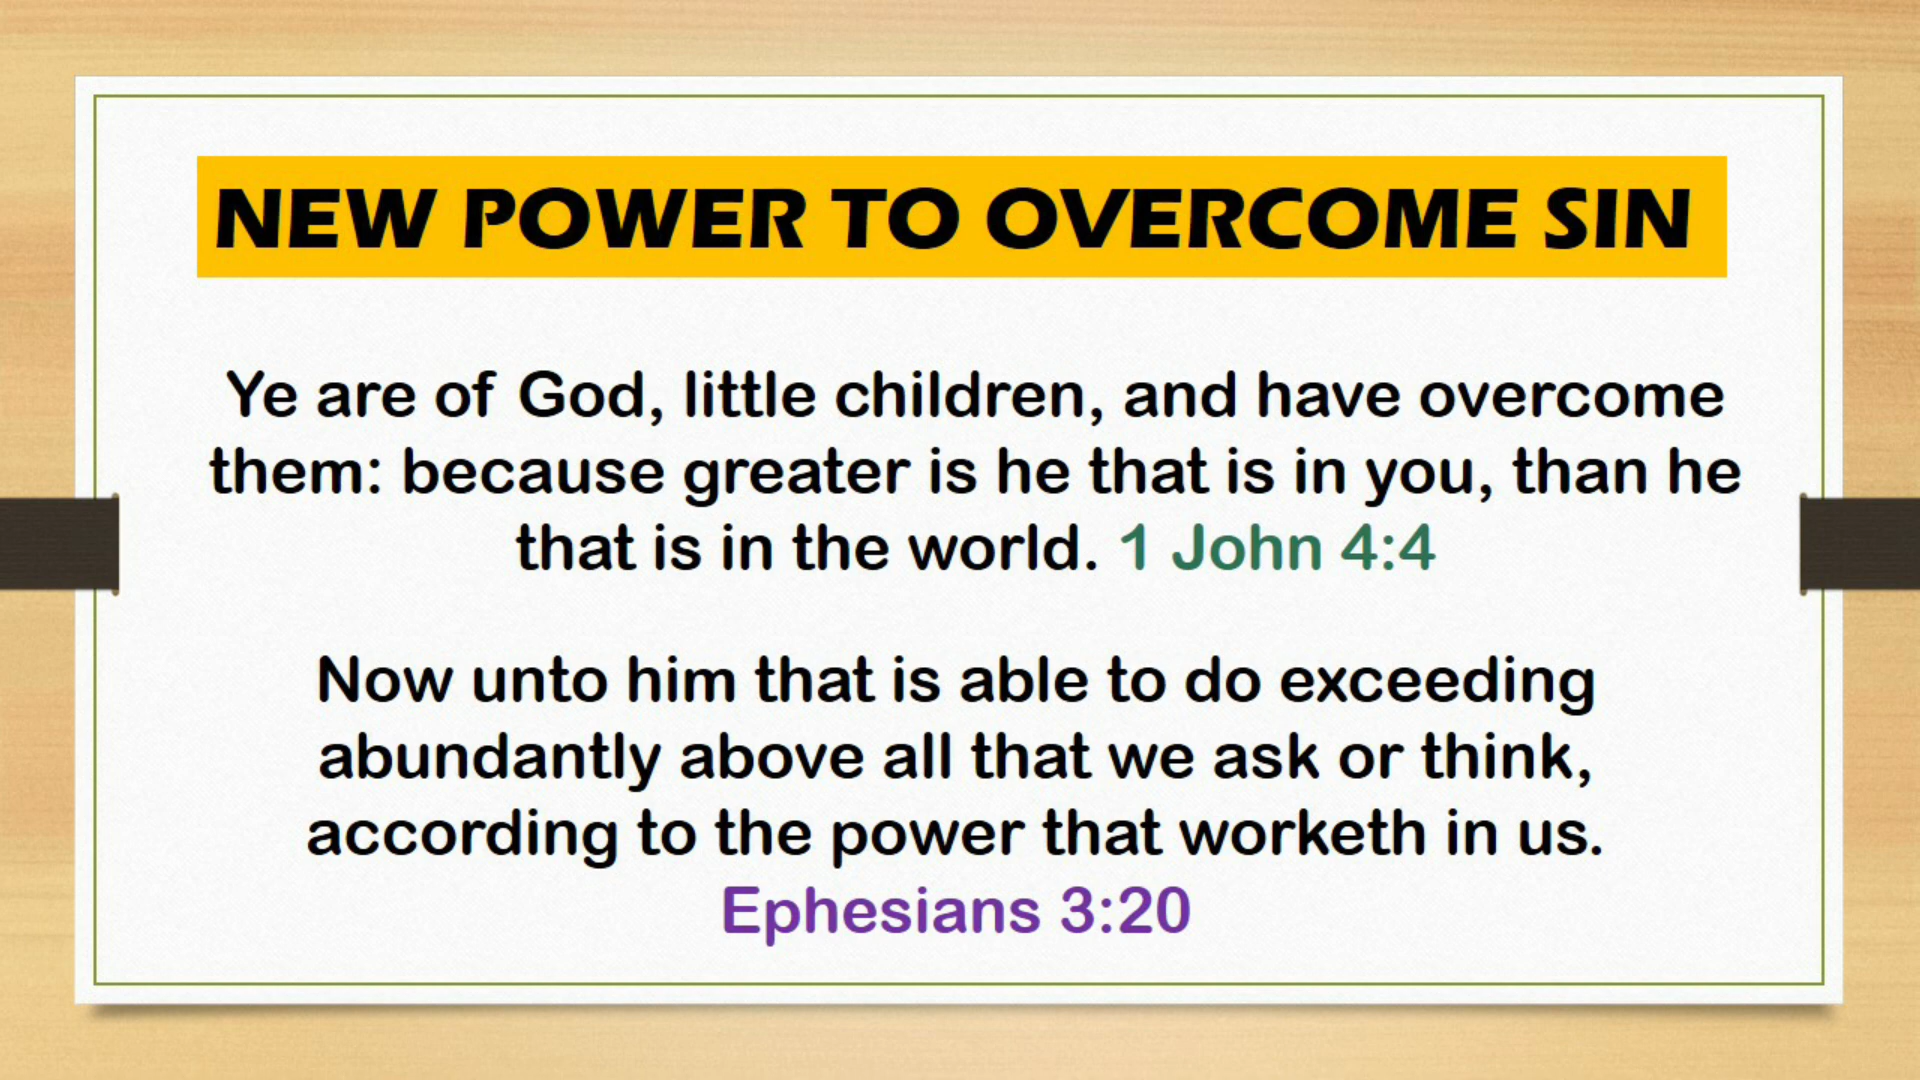 NEW POWER TO OVERCOME SIN
Ye are of God, little children, and have overcome
them: because greater is he that is in you, than he
that is in the world. 1 John 4:4
Now unto him that is able to do exceeding
abundantly above all that we ask or think,
according to the power that worketh in us.
Ephesians 3:20